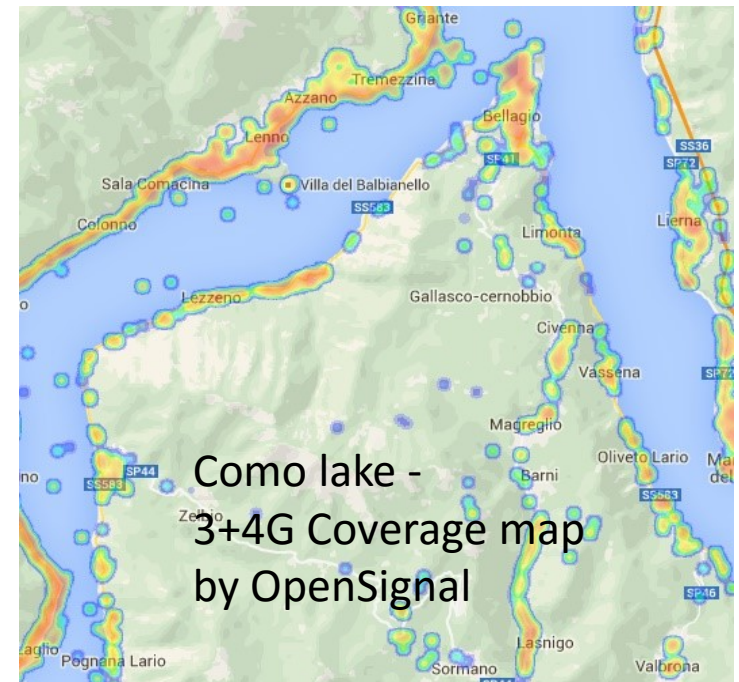 Griante
Tremezzina
Azzano
Bellagio
Lenno
SS36
SP41
SP72
Sala Comacina
Villa del Balbianello
SS583
Lierna
Colonno
Limonta
Lezzeno
Gallasco-cernobbio
Civenna
Vassena
SP72
Magreglio
Oliveto Lario
Como lake -
SP44
Barni
SS583
SS583
Zelbio
3+4G Coverage map
by OpenSignal
SP46
Lasnigo
Pognana Lario
Sormano
Valbrona